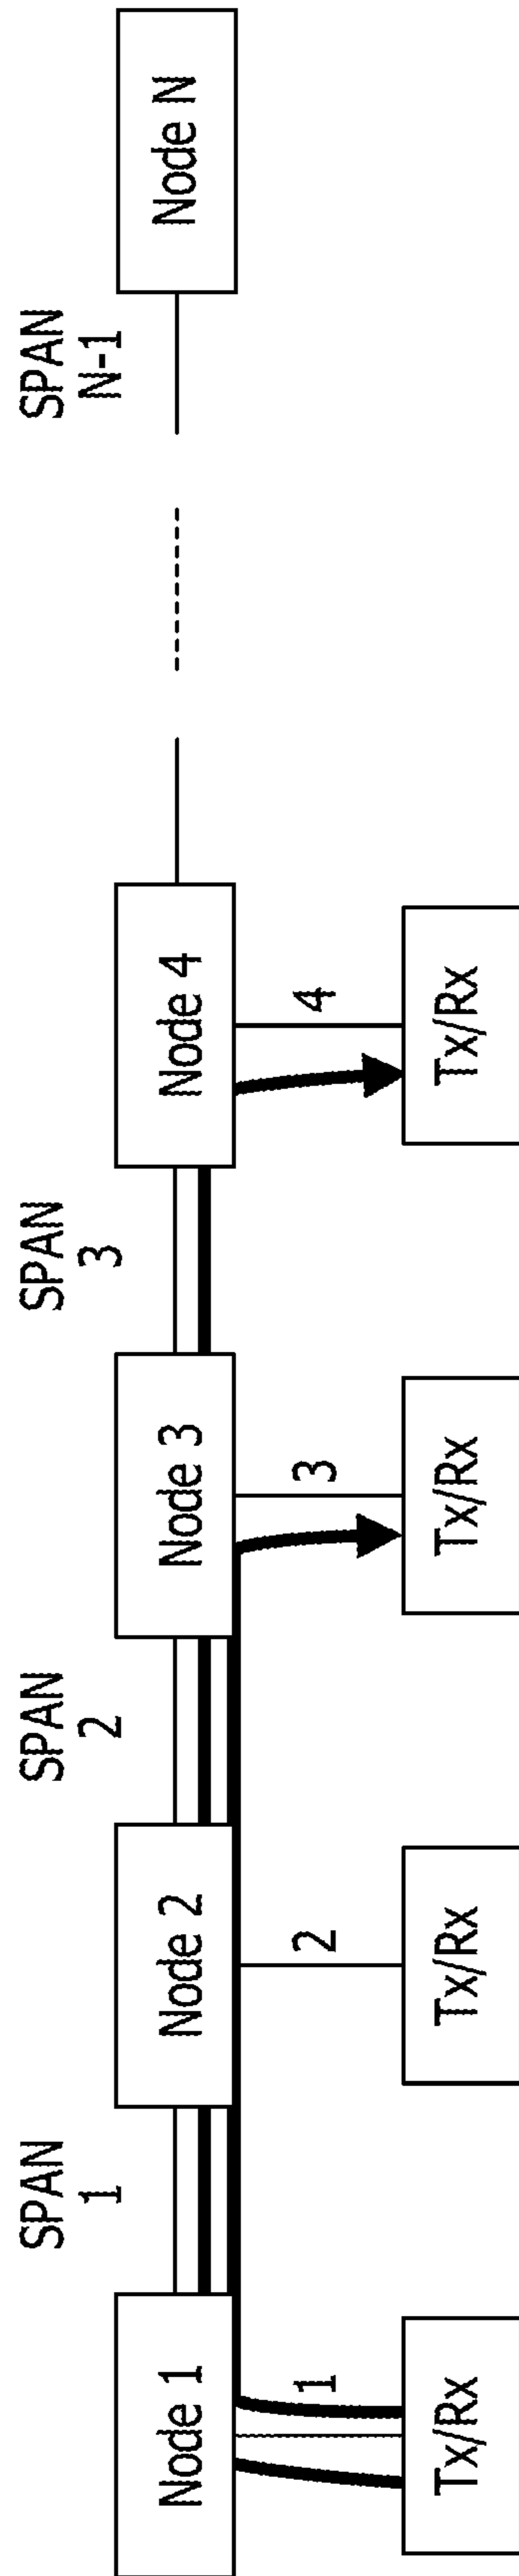 SPAN
1
SPAN
2
SPAN
3
SPAN
N-1
Node 1
Node 2
Node 3
Node 4
Node N
1
2
3
4
Tx/Rx
Tx/Rx
Tx/Rx
Tx/Rx